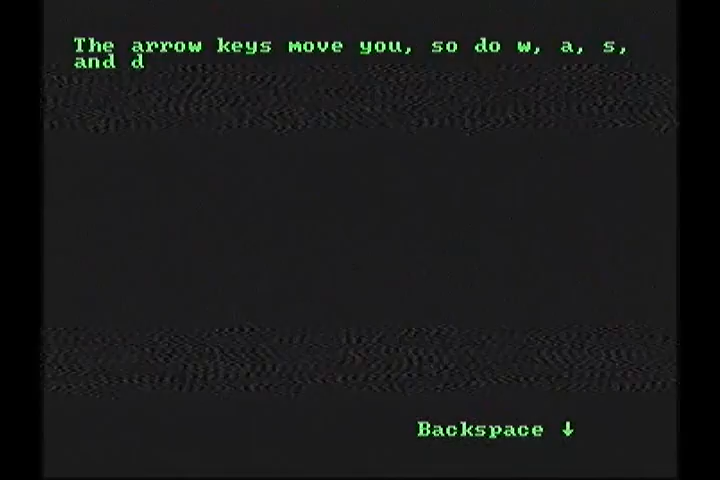 The arrow keys move you, so do w, a, s,
and d
Backspace ↓